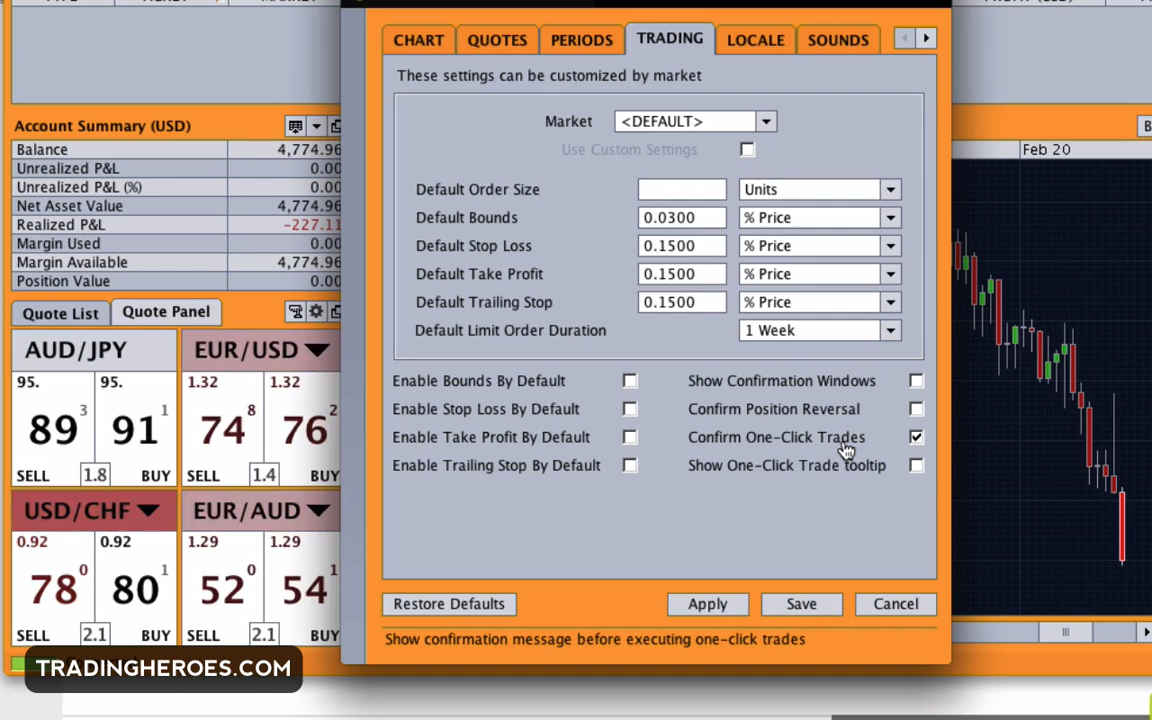 CHART QUOTES PERIODS TRADING LOCALE SOUNDS
These settings can be customized by market
Market <DEFAULT>
Use Custom Settings
Default Order Size Units
Default Bounds 0.0300 % Price
Default Stop Loss 0.1500 % Price
Default Take Profit 0.1500 % Price
Default Trailing Stop 0.1500 % Price
Default Limit Order Duration 1 Week
Enable Bounds By Default Show Confirmation Windows
Enable Stop Loss By Default Confirm Position Reversal
Enable Take Profit By Default Confirm One-Click Trades
Enable Trailing Stop By Default Show One-Click Trade tooltip
Restore Defaults Apply Save Cancel
Show confirmation message before executing one-click trades
Account Summary (USD)
Balance 4,774.96
Unrealized P&L 0.00
Unrealized P&L (%) 0.00
Net Asset Value 4,774.96
Realized P&L -227.11
Margin Used 0.00
Margin Available 4,774.96
Position Value 0.00
Quote List Quote Panel
AUD/JPY EUR/USD
95. 95. 1.32 1.32
89 3 91 1 74 8 76 2
SELL 1.8 BUY SELL 1.4 BUY
USD/CHF EUR/AUD
0.92 0.92 1.29 1.29
78 0 80 1 52 0 54 1
SELL 2.1 BUY SELL 2.1 BUY
Feb 20
TRADINGHEROES.COM